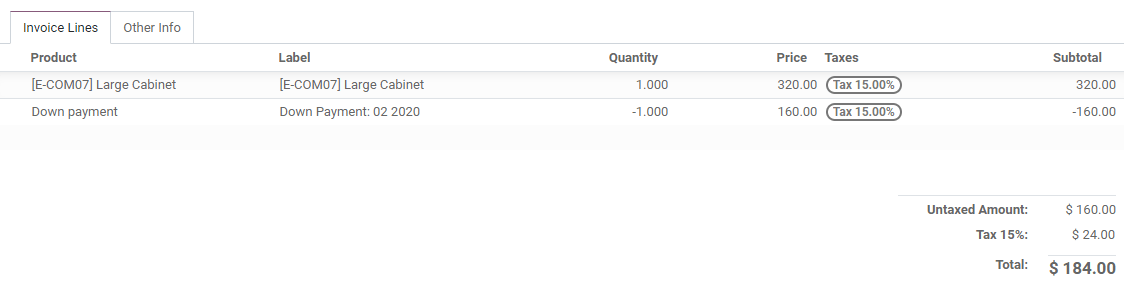 Invoice Lines Other Info
Product Label Quantity Price Taxes Subtotal
[E-COM07] Large Cabinet [E-COM07] Large Cabinet 1.000 320.00 Tax 15.00% 320.00
Down payment Down Payment: 02 2020 -1.000 160.00 Tax 15.00% -160.00
Untaxed Amount: $ 160.00
Tax 15%: $ 24.00
Total: $ 184.00